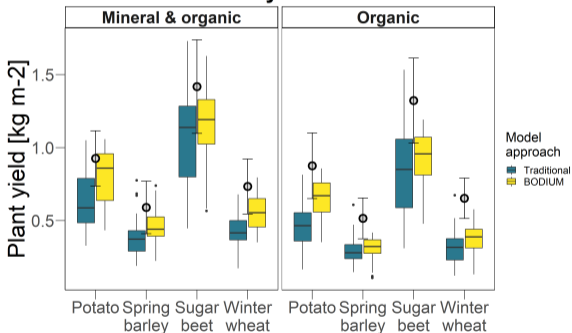 Mineral & organic
Organic
Plant yield [kg m-2]
1.5
1.0
0.5
Potato Spring barley Sugar beet Winter wheat
Potato Spring barley Sugar beet Winter wheat
Model approach
Traditional
BODIUM